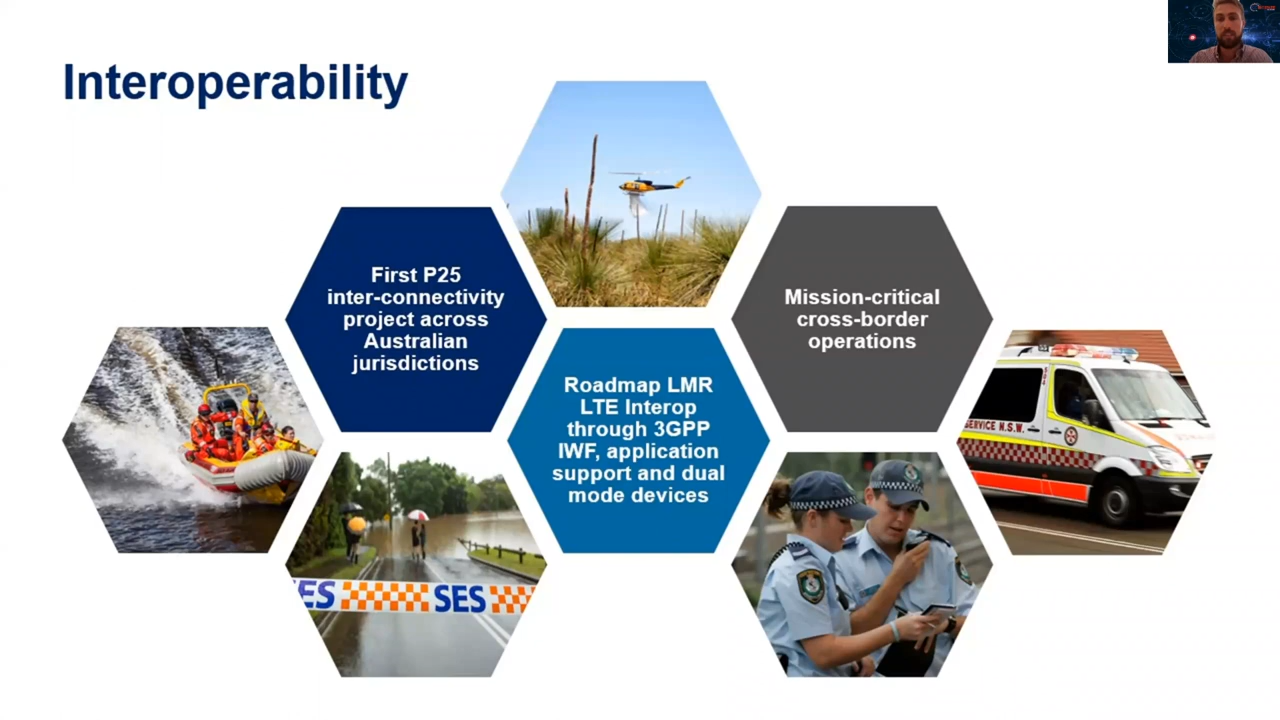 Interoperability
First P25
inter-connectivity
project across
Australian
jurisdictions
Mission-critical
cross-border
operations
Roadmap LMR
LTE Interop
through 3GPP
IWF, application
support and dual
mode devices
SERVICE N.S.W.
ES
SES